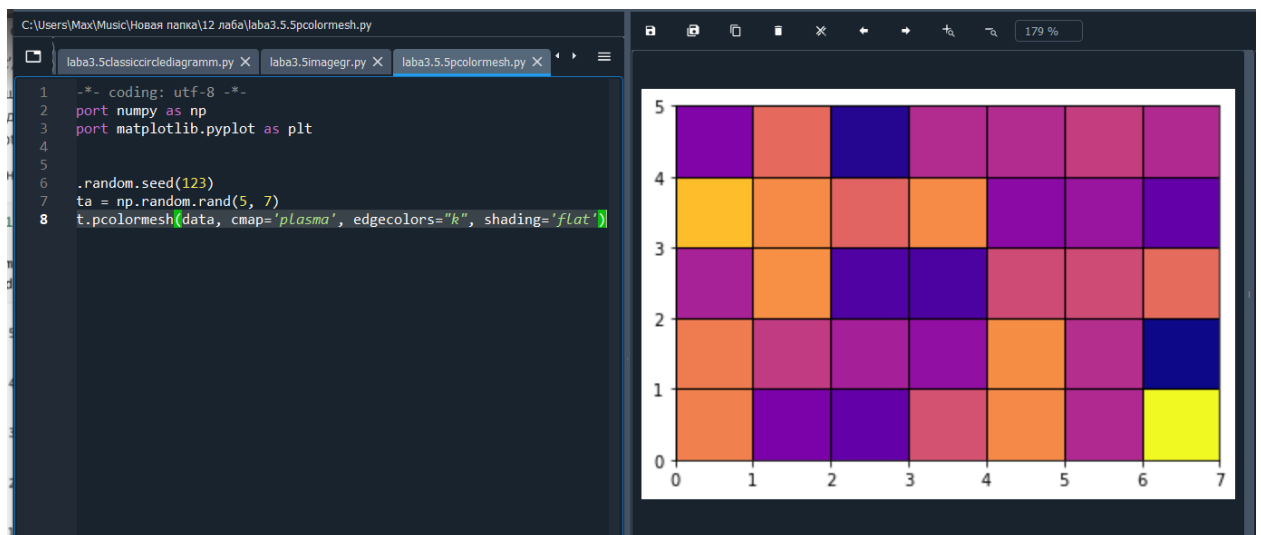 C:\Users\Max\Music\Новая папка\12 лаба\laba3.5.5pcolormesh.py
laba3.5classiccirclediagramm.py X laba3.5imagegr.py X laba3.5.5pcolormesh.py X
179 %
1 -*- coding: utf-8 -*-
2 port numpy as np
3 port matplotlib.pyplot as plt
4
5
6 .random.seed(123)
7 ta = np.random.rand(5, 7)
8 t.pcolormesh(data, cmap='plasma', edgecolors="k", shading='flat')
5
4
3
2
1
0
0 1 2 3 4 5 6 7